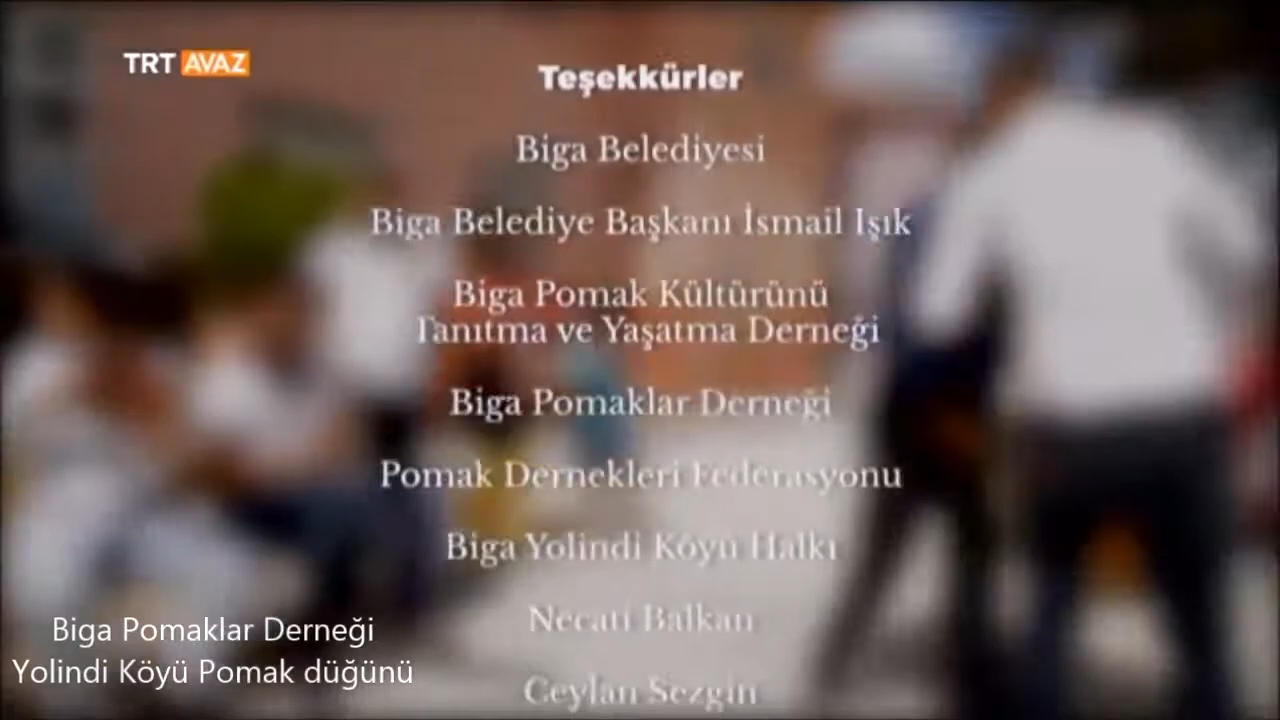 TRT AVAZ
Teşekkürler
Biga Belediyesi
Biga Belediye Başkanı İsmail Işık
Biga Pomak Kültürünü
Tanıtma ve Yaşatma Derneği
Biga Pomaklar Derneği
Pomak Dernekleri Federasyonu
Biga Yolindi Köyü Halkı
Necati Balkan
Ceylan Sezgin
Biga Pomaklar Derneği
Yolindi Köyü Pomak düğünü